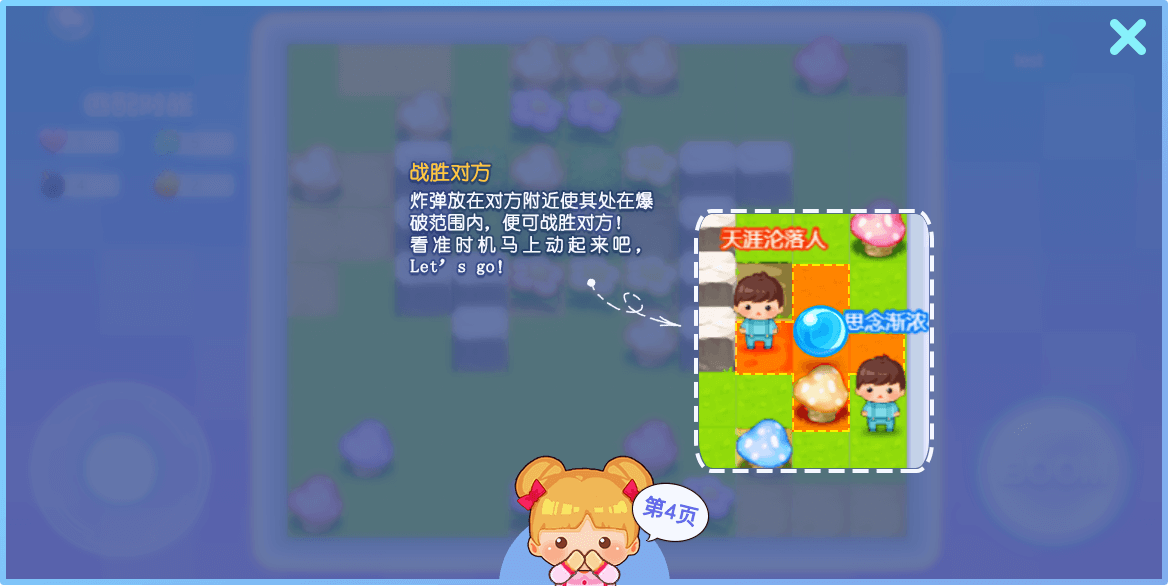 战胜对方
炸弹放在对方附近使其处在爆
破范围内，便可战胜对方！
看准时机马上动起来吧，
Let’s go!
天涯沦落人
思念渐浓
第4页